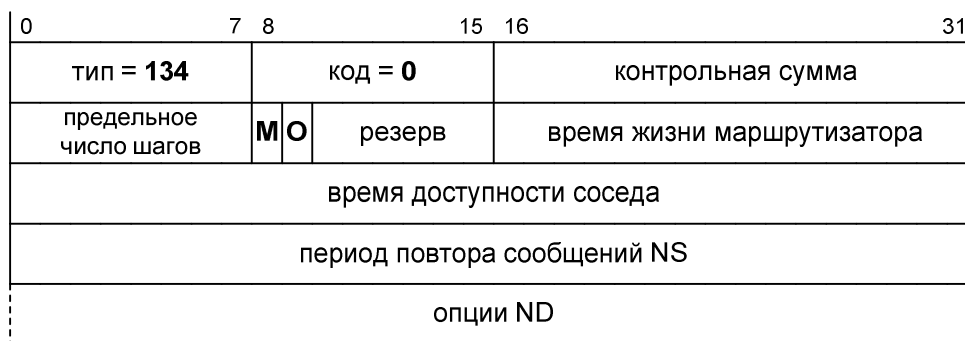 0 7 8 15 16 31
тип = 134 код = 0 контрольная сумма
предельное
число шагов М О резерв время жизни маршрутизатора
время доступности соседа
период повтора сообщений NS
опции ND